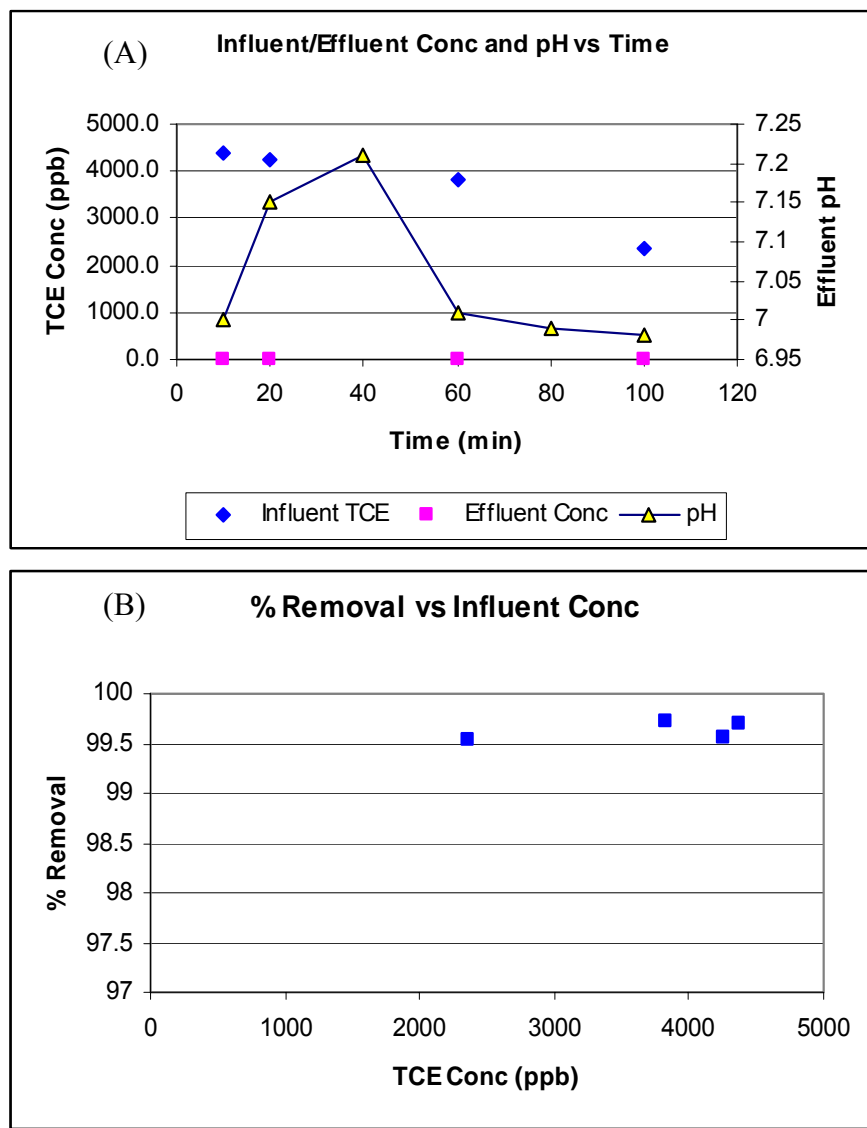 (A)
Influent/Effluent Conc and pH vs Time
5000.0
4000.0
3000.0
2000.0
1000.0
0.0
TCE Conc (ppb)
7.25
7.2
7.15
7.1
7.05
7
6.95
Effluent pH
0 20 40 60 80 100 120
Time (min)
Influent TCE Effluent Conc pH
(B)
% Removal vs Influent Conc
100
99.5
99
98.5
98
97.5
97
% Removal
0 1000 2000 3000 4000 5000
TCE Conc (ppb)